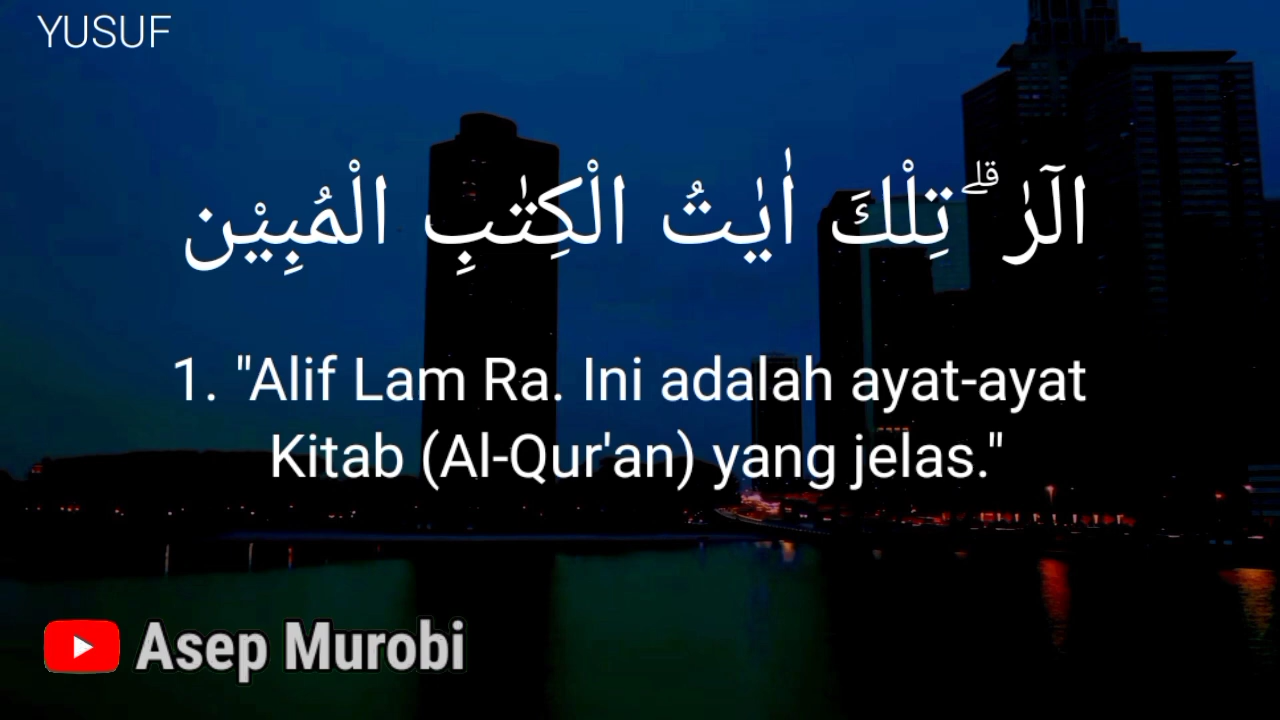 YUSUF
الۤرٰ ۗ تِلْكَ اٰيٰتُ الْكِتٰبِ الْمُبِيْن
1. "Alif Lam Ra. Ini adalah ayat-ayat
Kitab (Al-Qur'an) yang jelas."
Asep Murobi